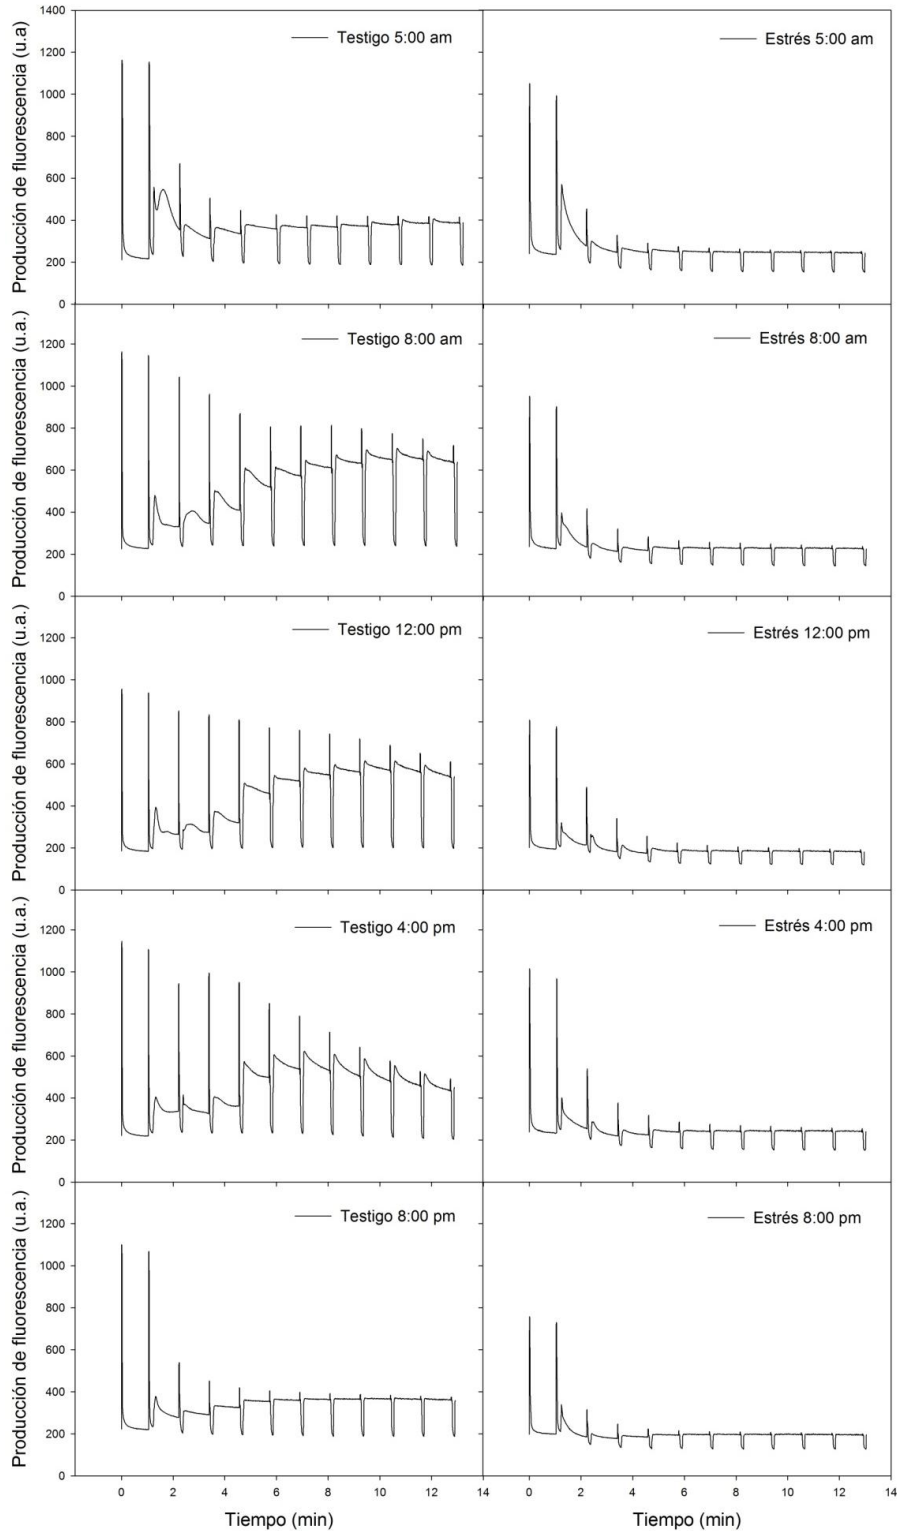 Producción de fluorescencia (u.a)
1400
1200
1000
800
600
400
200
0
Testigo 5:00 am
Estrés 5:00 am
Producción de fluorescencia (u.a.)
1200
1000
800
600
400
200
0
Testigo 8:00 am
Estrés 8:00 am
Producción de fluorescencia (u.a.)
1200
1000
800
600
400
200
0
Testigo 12:00 pm
Estrés 12:00 pm
Producción de fluorescencia (u.a.)
1200
1000
800
600
400
200
0
Testigo 4:00 pm
Estrés 4:00 pm
Producción de fluorescencia (u.a.)
1200
1000
800
600
400
200
0
Testigo 8:00 pm
Estrés 8:00 pm
0 2 4 6 8 10 12 14 0 2 4 6 8 10 12 14
Tiempo (min) Tiempo (min)